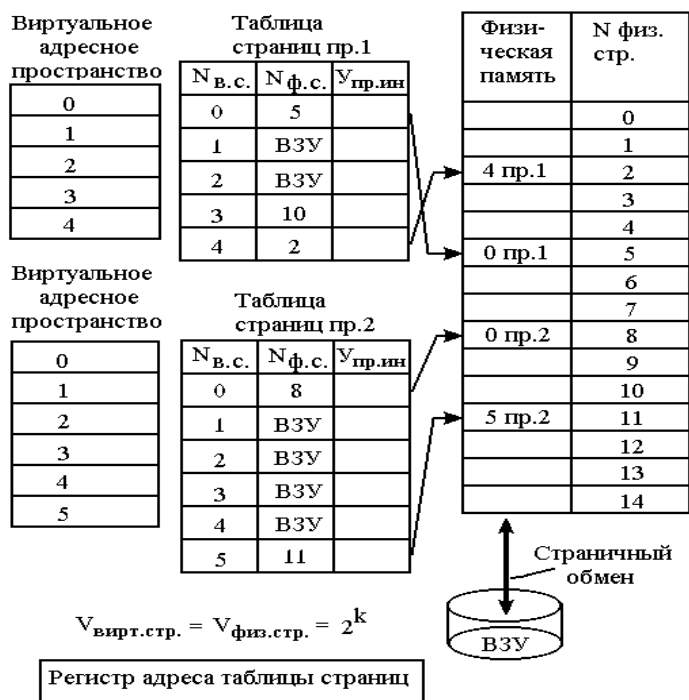 Виртуальное
адресное
пространство
0
1
2
3
4
Таблица
страниц пр.1
Nв.с. Nф.с. Упр.ин
0 5
1 ВЗУ
2 ВЗУ
3 10
4 2
Виртуальное
адресное
пространство
0
1
2
3
4
5
Таблица
страниц пр.2
Nв.с. Nф.с. Упр.ин
0 8
1 ВЗУ
2 ВЗУ
3 ВЗУ
4 ВЗУ
5 11
Физи-
ческая
память
N физ.
стр.
0
1
4 пр.1 2
3
4
0 пр.1 5
6
7
0 пр.2 8
9
10
5 пр.2 11
12
13
14
Страничный
обмен
ВЗУ
Vвирт.стр. = Vфиз.стр. = 2k
Регистр адреса таблицы страниц